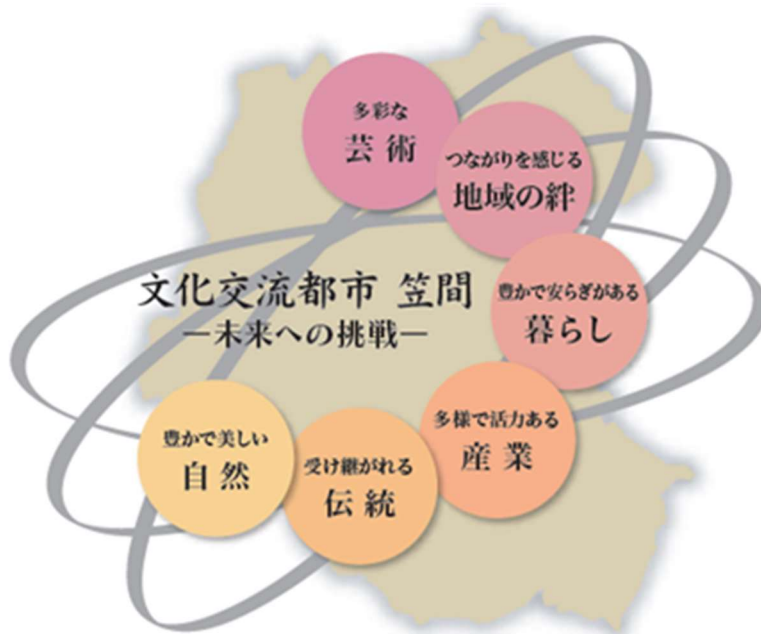 多彩な
芸術
つながりを感じる
地域の絆
豊かで安らぎがある
暮らし
文化交流都市 笠間
―未来への挑戦―
多様で活力ある
産業
受け継がれる
伝統
豊かで美しい
自然